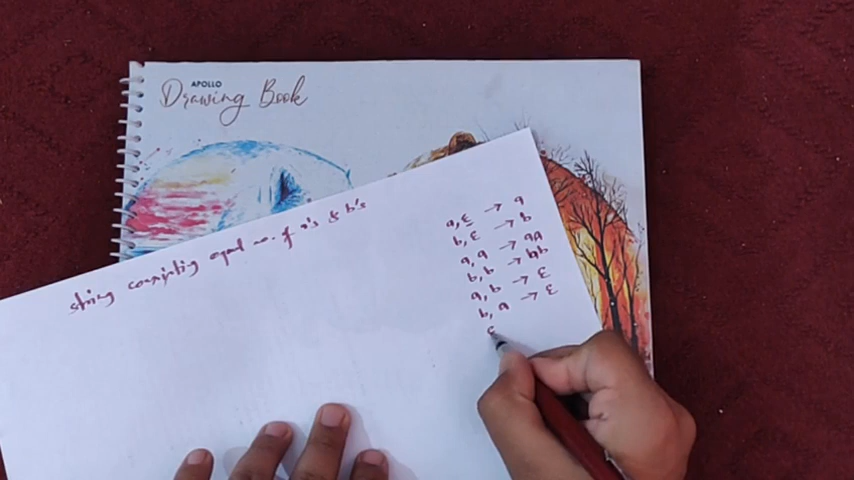 APOLLO
Drawing Book
string consisting equal no. of a's & b's
a, ε → a
b, ε → b
a, a → aa
b, b → bb
a, b → ε
b, a → ε
ε